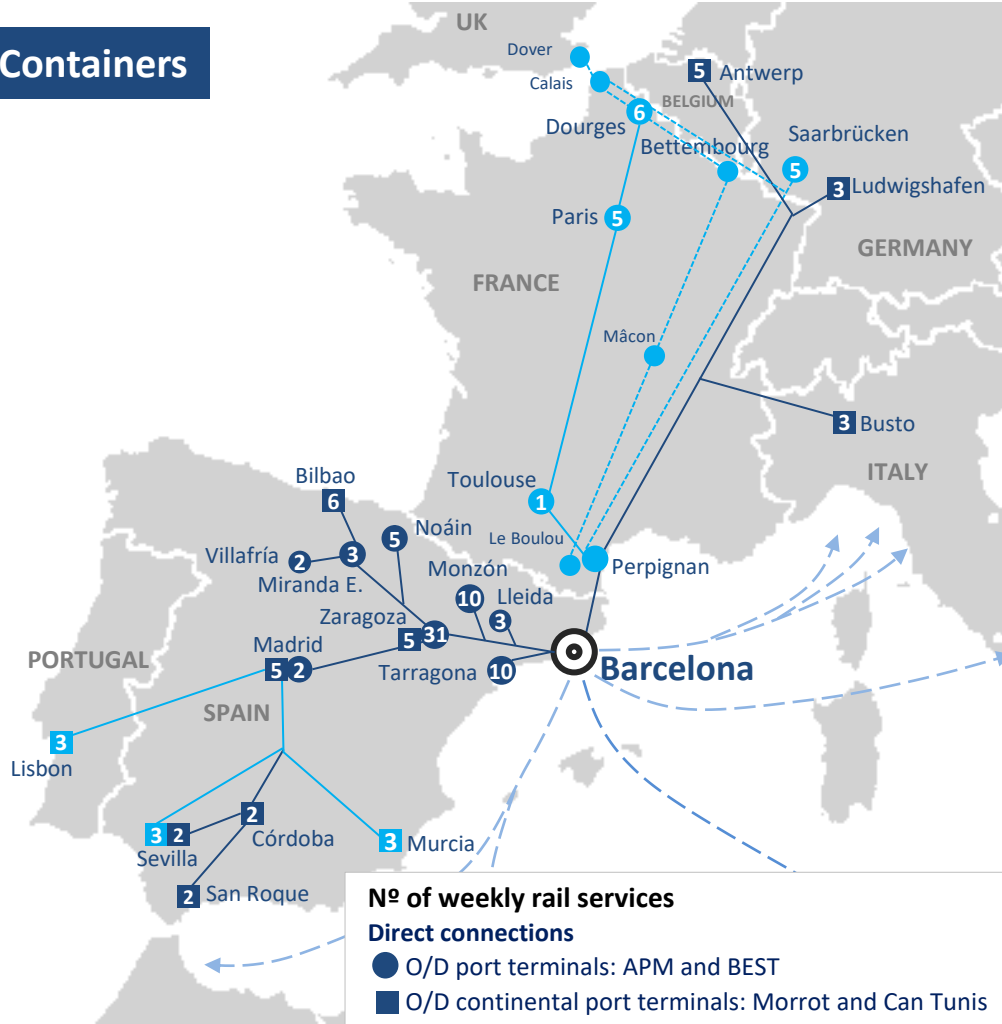 UK
Containers
Dover
Calais
5 Antwerp
BELGIUM
Dourges 6
Bettembourg
Saarbrücken
5
3 Ludwigshafen
Paris 5
GERMANY
FRANCE
Mâcon
3 Busto
ITALY
Toulouse
1
Bilbao
6
Noáin
5
Le Boulou
Perpignan
Villafría 2
3
Miranda E.
Monzón
10
Lleida
3
Zaragoza
5 31
Madrid
5 2
Tarragona 10
Barcelona
PORTUGAL
SPAIN
3
Lisbon
3 2
Sevilla
2
Córdoba
3 Murcia
2 San Roque
Nº of weekly rail services
Direct connections
O/D port terminals: APM and BEST
O/D continental port terminals: Morrot and Can Tunis